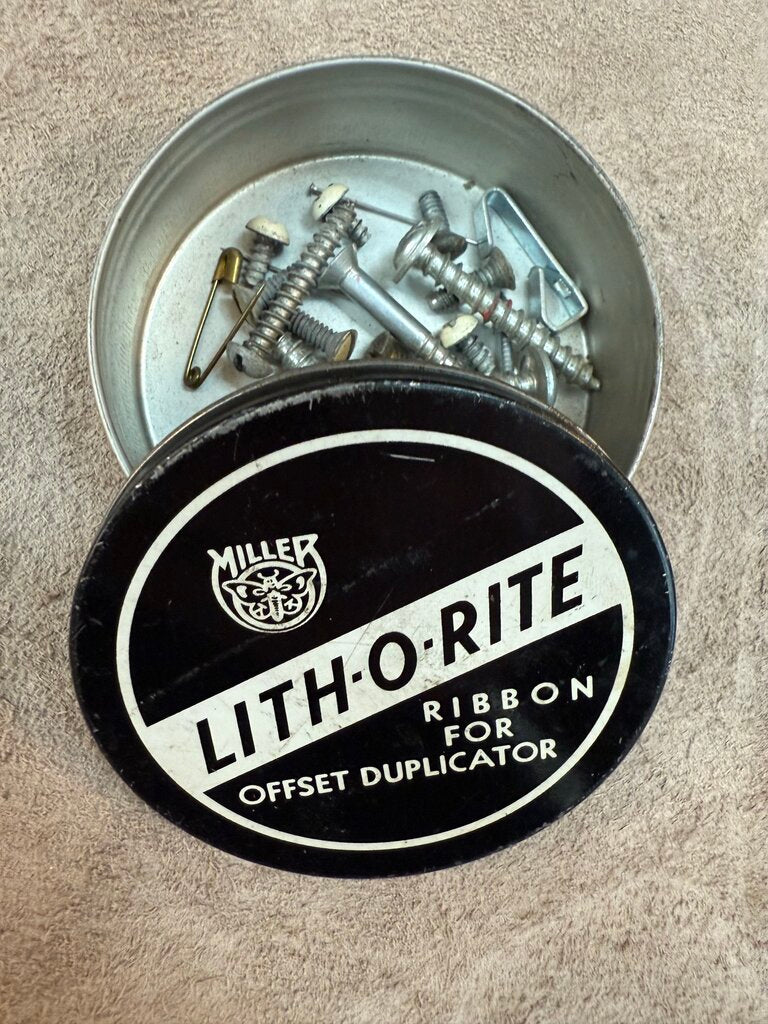 MILLER
LITH-O-RITE
RIBBON
FOR
OFFSET DUPLICATOR